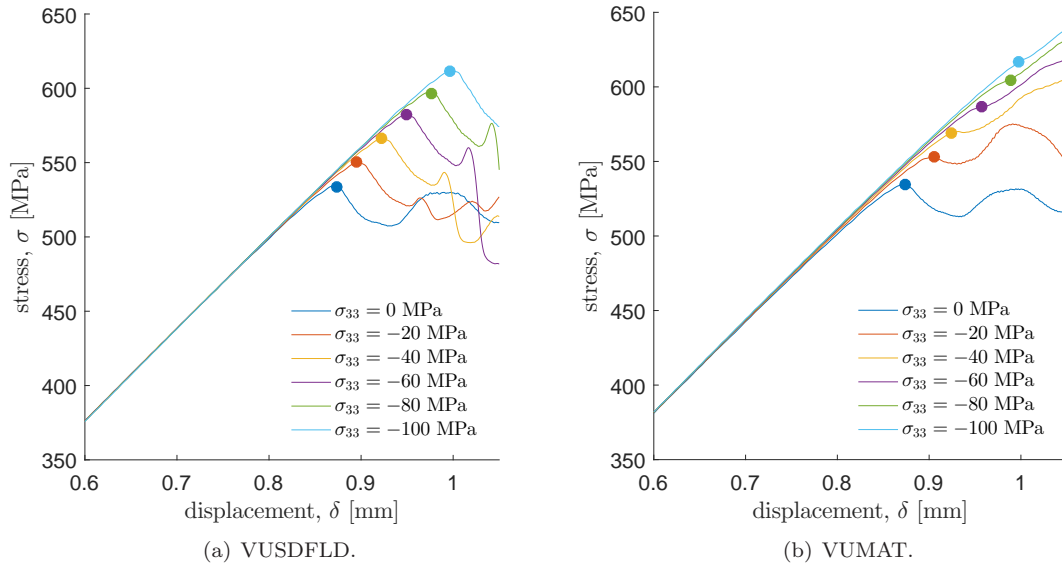 650
600
550
500
450
400
350
stress, σ [MPa]
σ33 = 0 MPa
σ33 = −20 MPa
σ33 = −40 MPa
σ33 = −60 MPa
σ33 = −80 MPa
σ33 = −100 MPa
0.6 0.7 0.8 0.9 1
displacement, δ [mm]
(a) VUSDFLD.
650
600
550
500
450
400
350
stress, σ [MPa]
σ33 = 0 MPa
σ33 = −20 MPa
σ33 = −40 MPa
σ33 = −60 MPa
σ33 = −80 MPa
σ33 = −100 MPa
0.6 0.7 0.8 0.9 1
displacement, δ [mm]
(b) VUMAT.